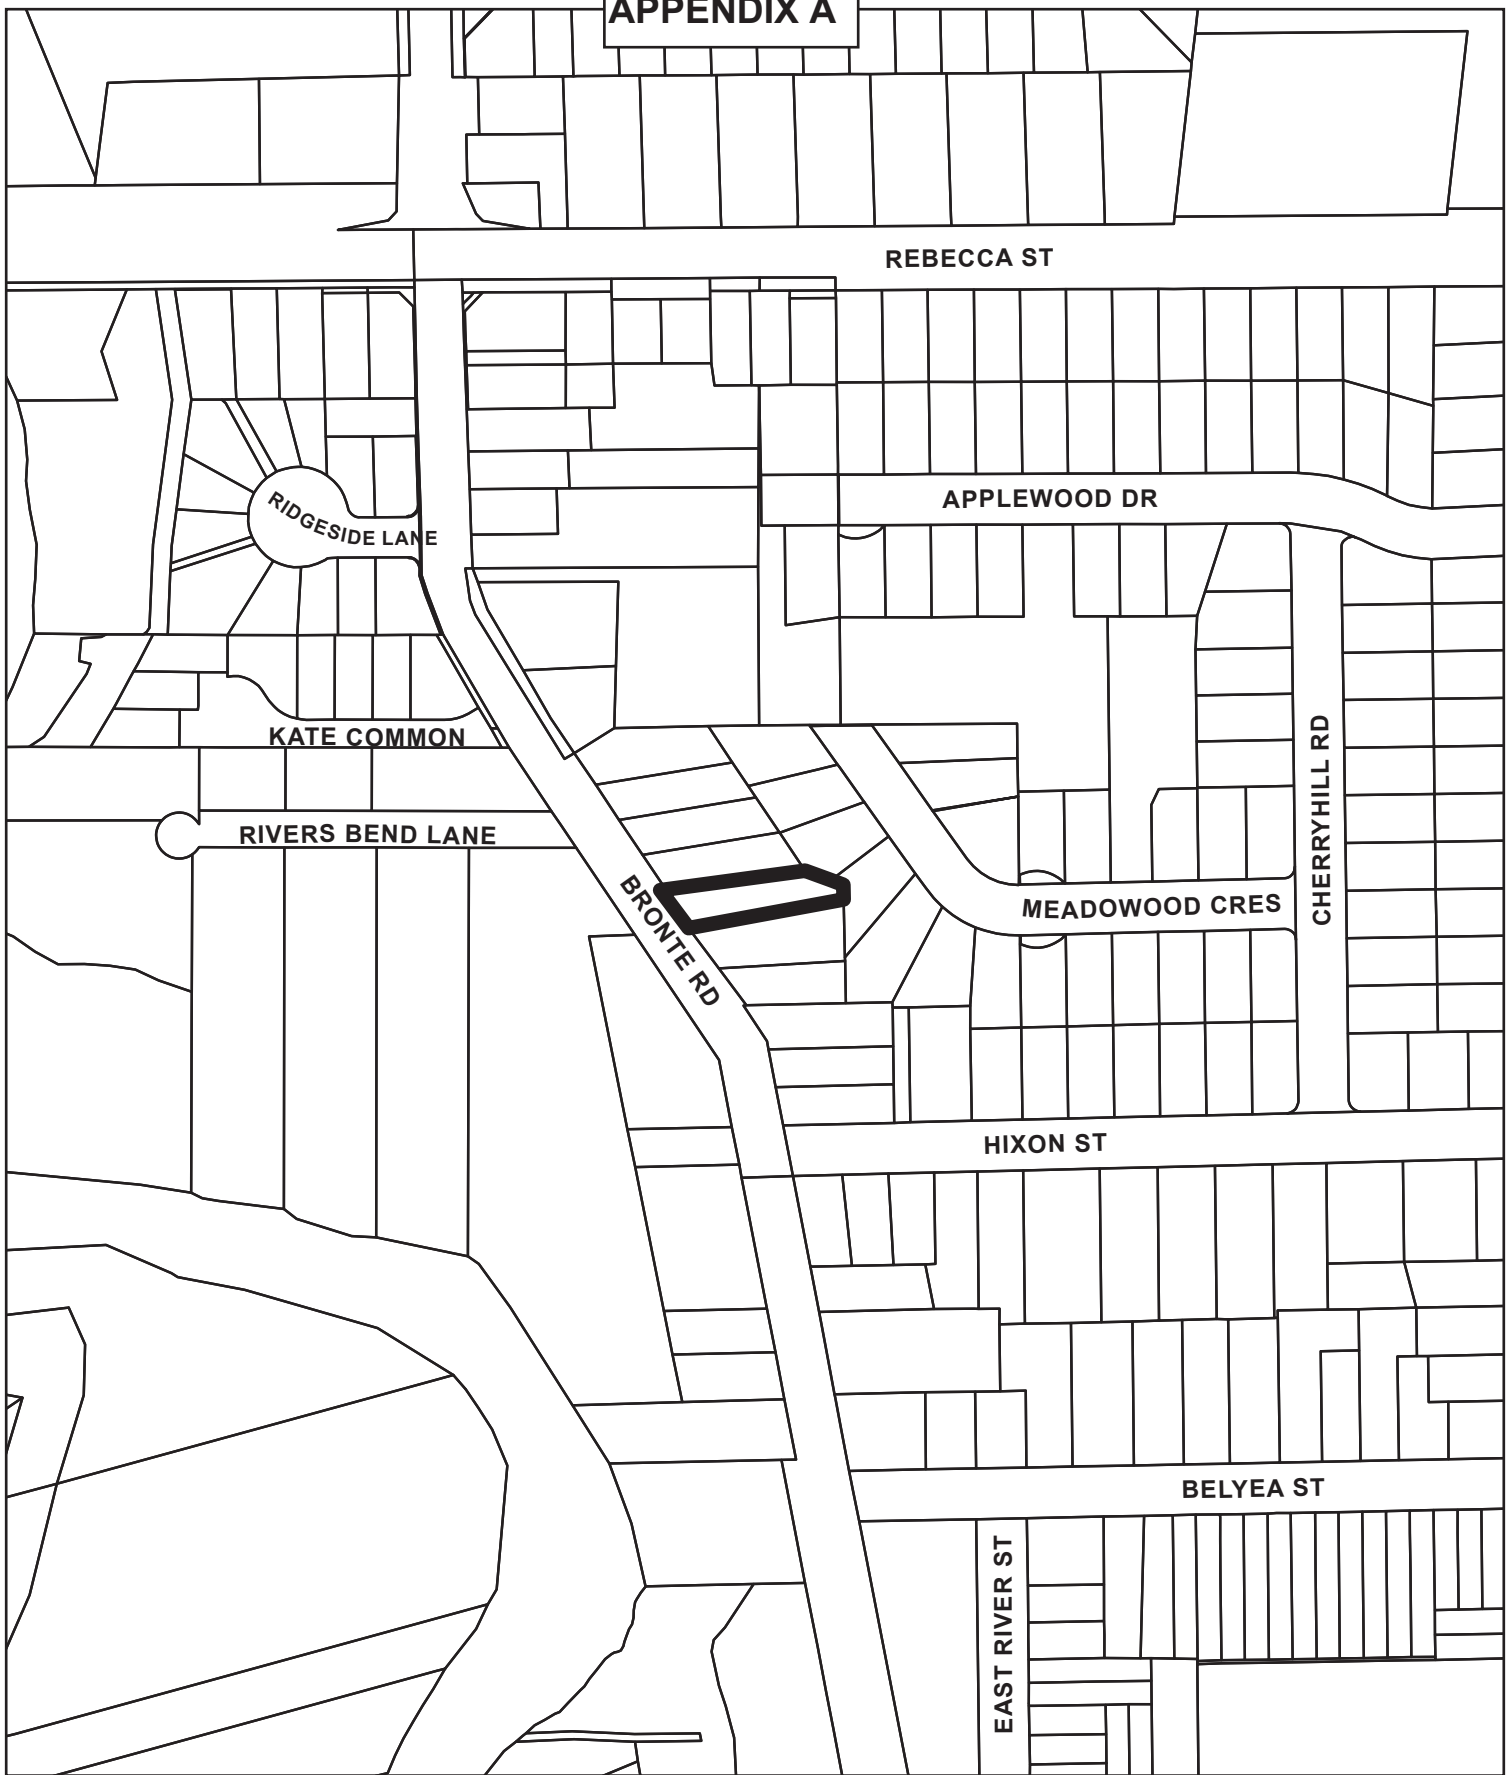 APPENDIX A
REBECCA ST
APPLEWOOD DR
RIDGESIDE LANE
KATE COMMON
CHERRYHILL RD
RIVERS BEND LANE
BRONTE RD
MEADOWOOD CRES
HIXON ST
BELYEA ST
EAST RIVER ST